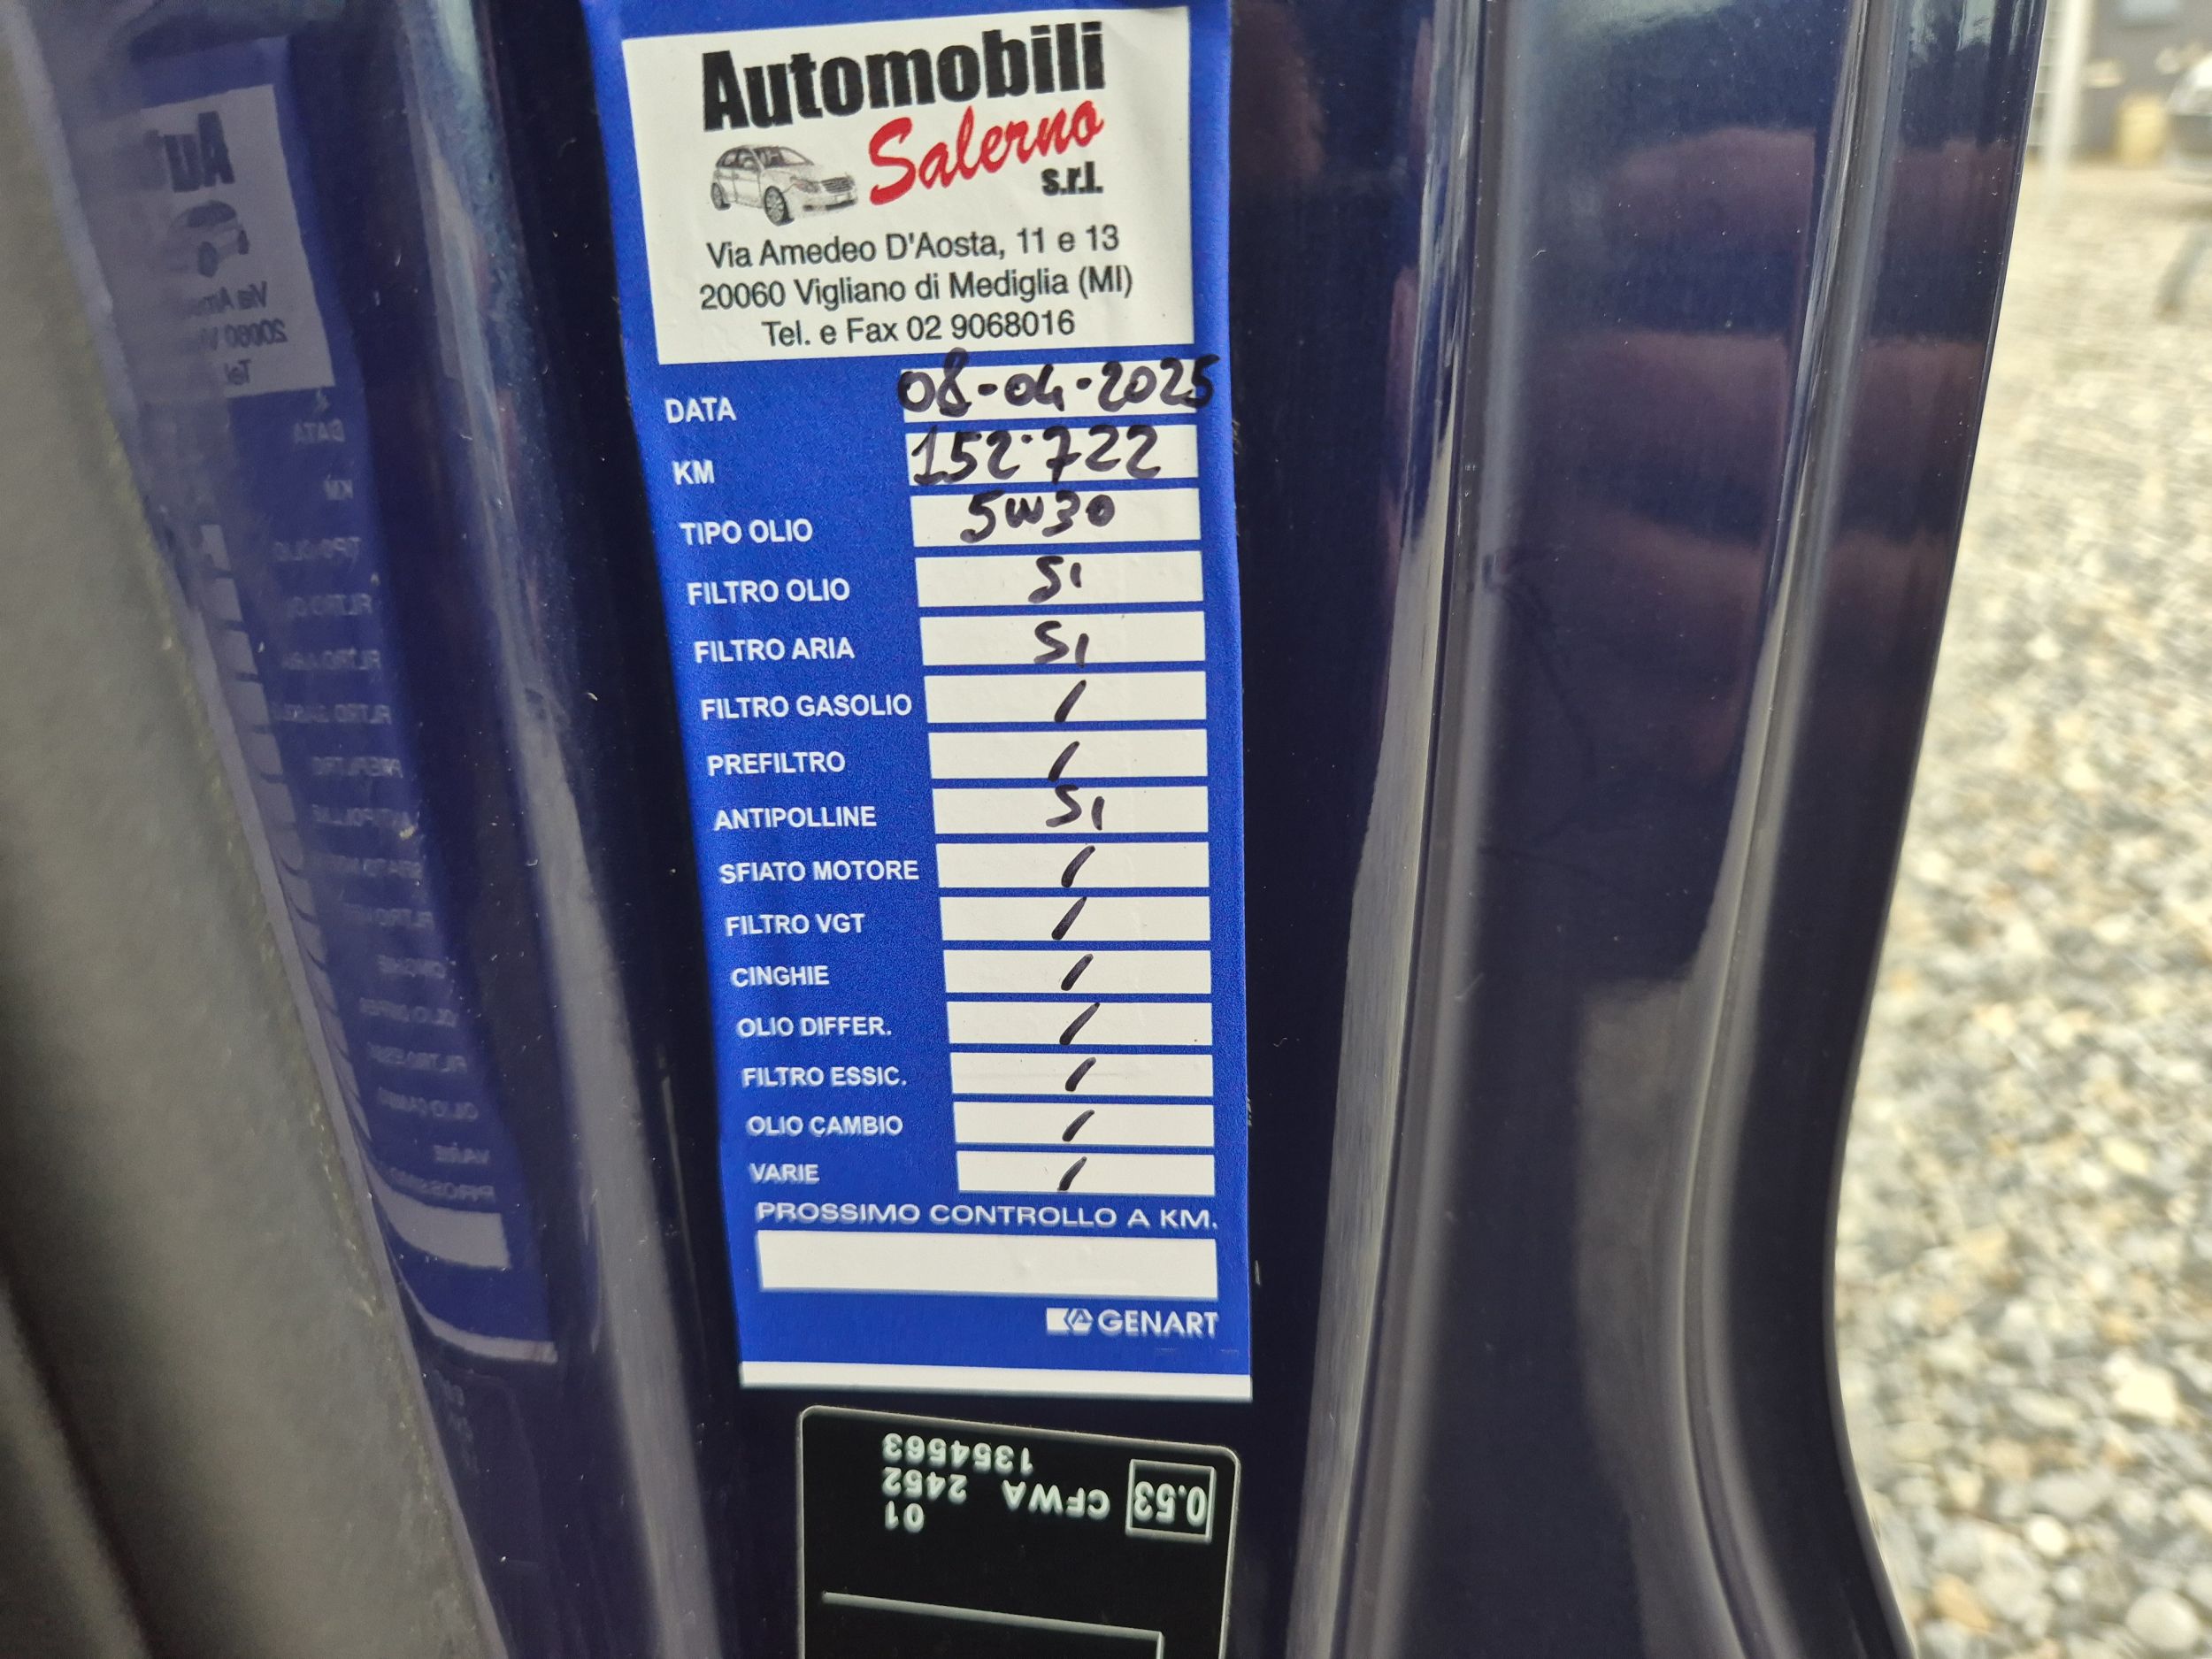 Automobili
Salerno
s.r.l.
Via Amedeo D'Aosta, 11 e 13
20060 Vigliano di Mediglia (MI)
Tel. e Fax 02 9068016
DATA 08-04-2025
KM 152.722
TIPO OLIO 5W30
FILTRO OLIO SI
FILTRO ARIA SI
FILTRO GASOLIO /
PREFILTRO /
ANTIPOLLINE SI
SFIATO MOTORE /
FILTRO VGT /
CINGHIE /
OLIO DIFFER. /
FILTRO ESSIC. /
OLIO CAMBIO /
VARIE /
PROSSIMO CONTROLLO A KM.
GENART
01
0.53 CFWA 2452
1354563